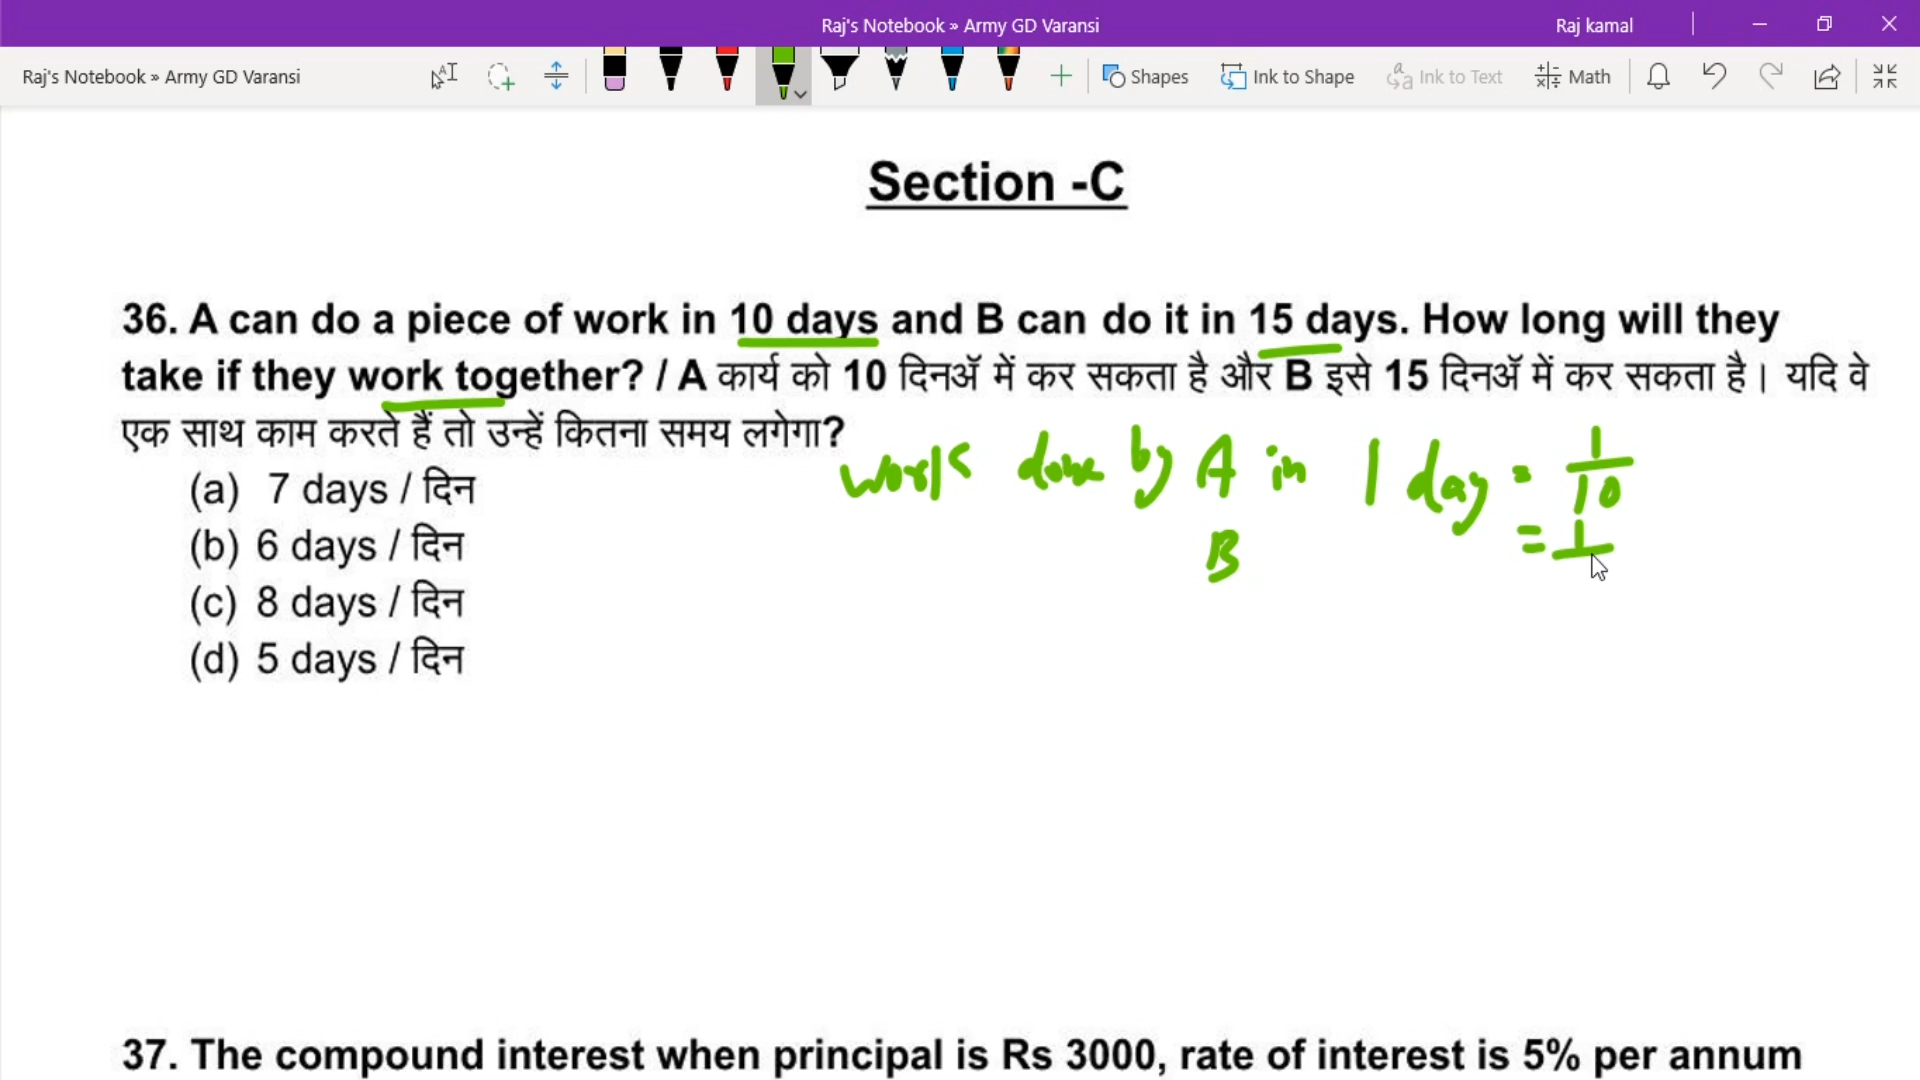 Raj's Notebook » Army GD Varansi
Raj kamal
Raj's Notebook » Army GD Varansi
Shapes
Ink to Shape
Ink to Text
Math
Section -C
36. A can do a piece of work in 10 days and B can do it in 15 days. How long will they
take if they work together? / A कार्य को 10 दिनॲ में कर सकता है और B इसे 15 दिनॲ में कर सकता है। यदि वे
एक साथ काम करते हैं तो उन्हें कितना समय लगेगा?
work done by A in 1 day = 1/10
B = 1
(a) 7 days / दिन
(b) 6 days / दिन
(c) 8 days / दिन
(d) 5 days / दिन
37. The compound interest when principal is Rs 3000, rate of interest is 5% per annum